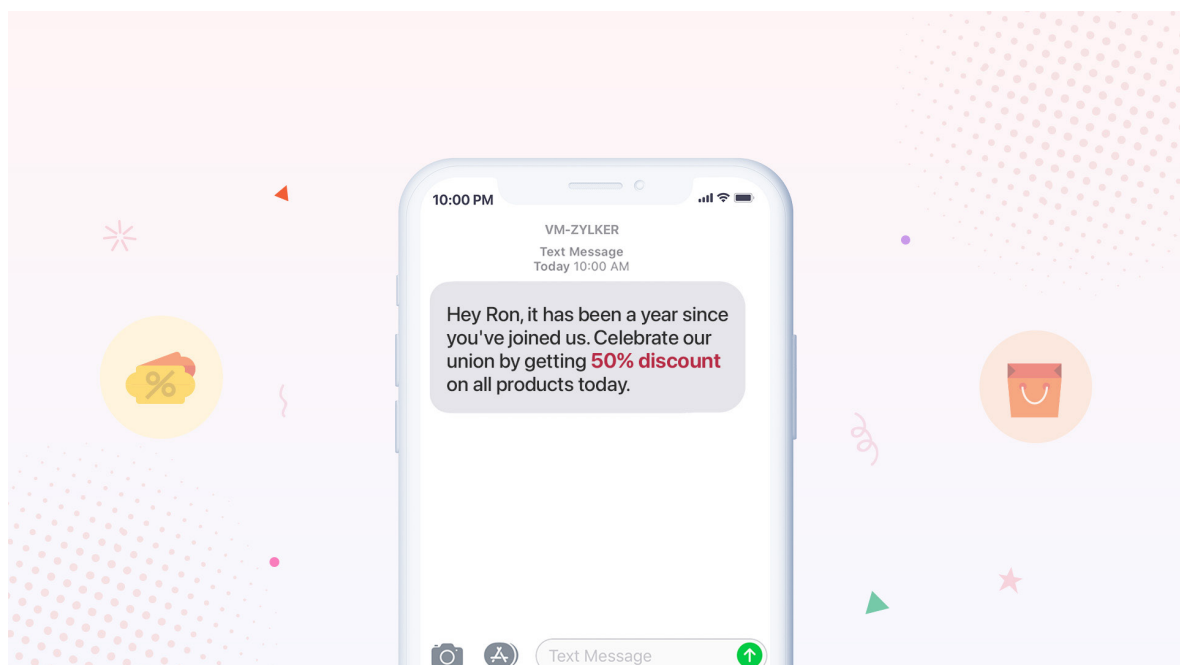 10:00 PM
VM-ZYLKER
Text Message
Today 10:00 AM
Hey Ron, it has been a year since
you've joined us. Celebrate our
union by getting 50% discount
on all products today.
%
Text Message